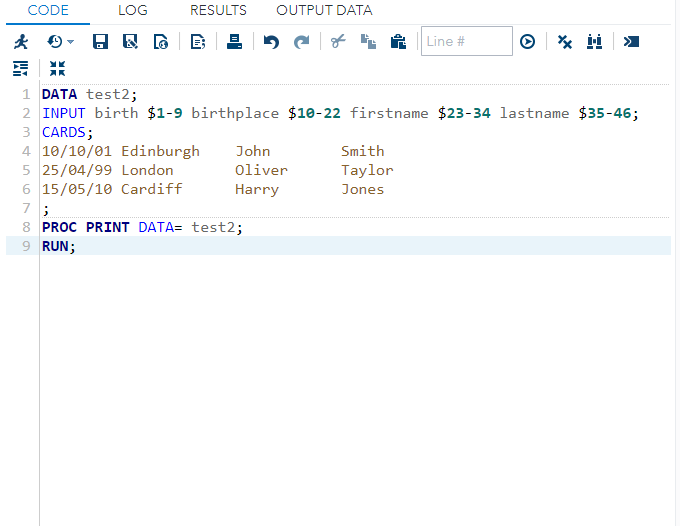 CODE LOG RESULTS OUTPUT DATA
Line #
1 DATA test2;
2 INPUT birth $1-9 birthplace $10-22 firstname $23-34 lastname $35-46;
3 CARDS;
4 10/10/01 Edinburgh    John        Smith
5 25/04/99 London       Oliver      Taylor
6 15/05/10 Cardiff      Harry       Jones
7 ;
8 PROC PRINT DATA= test2;
9 RUN;